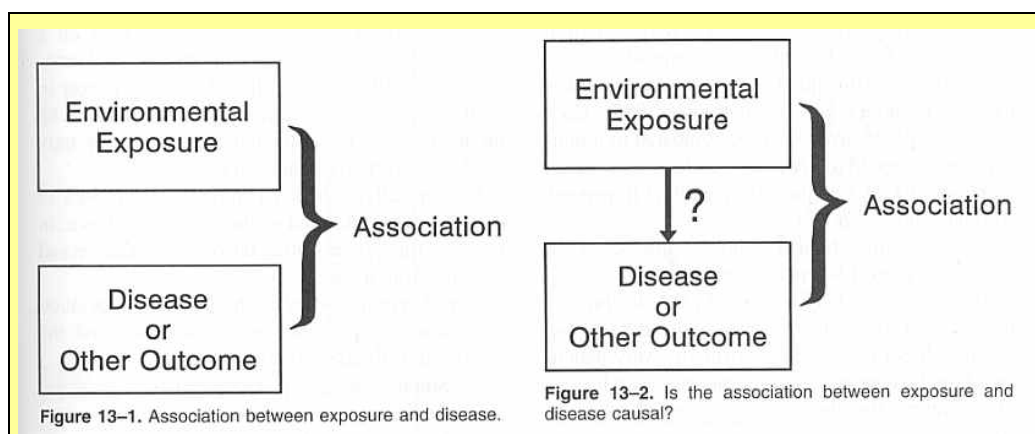 Environmental
Exposure
Association
Disease
or
Other Outcome
Figure 13–1. Association between exposure and disease.
Environmental
Exposure
?
Association
Disease
or
Other Outcome
Figure 13–2. Is the association between exposure and
disease causal?